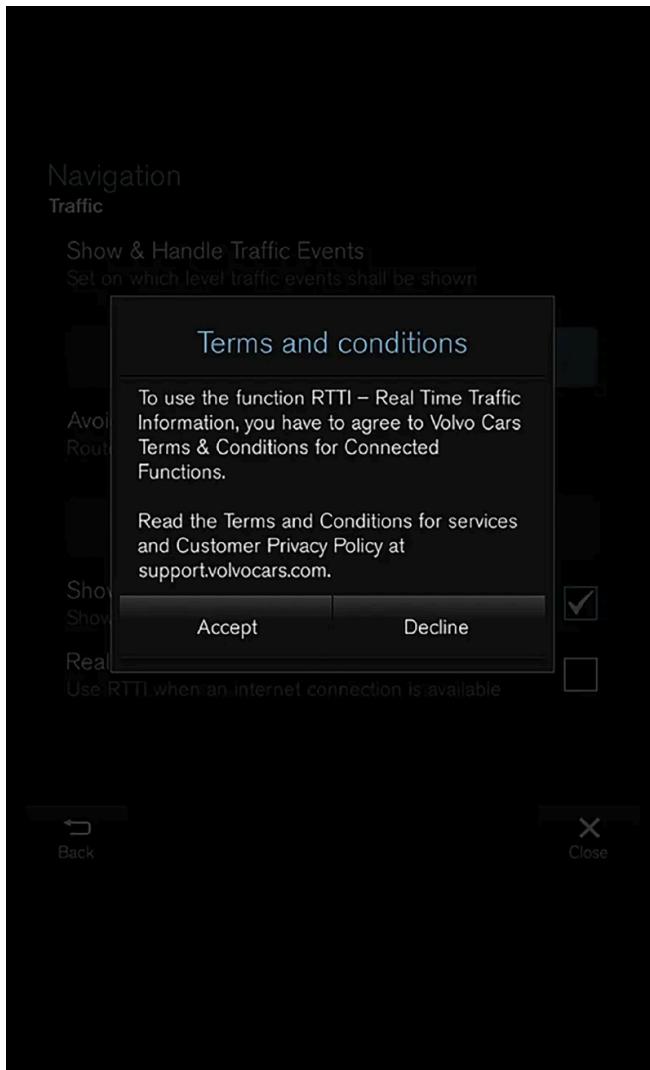 Navigation
Traffic
Show & Handle Traffic Events
Set on which level traffic events shall be shown
Terms and conditions
To use the function RTTI – Real Time Traffic
Information, you have to agree to Volvo Cars
Terms & Conditions for Connected
Functions.
Read the Terms and Conditions for services
and Customer Privacy Policy at
support.volvocars.com.
Accept
Decline
Show
Real
Use RTTI when an internet connection is available
Back
Close